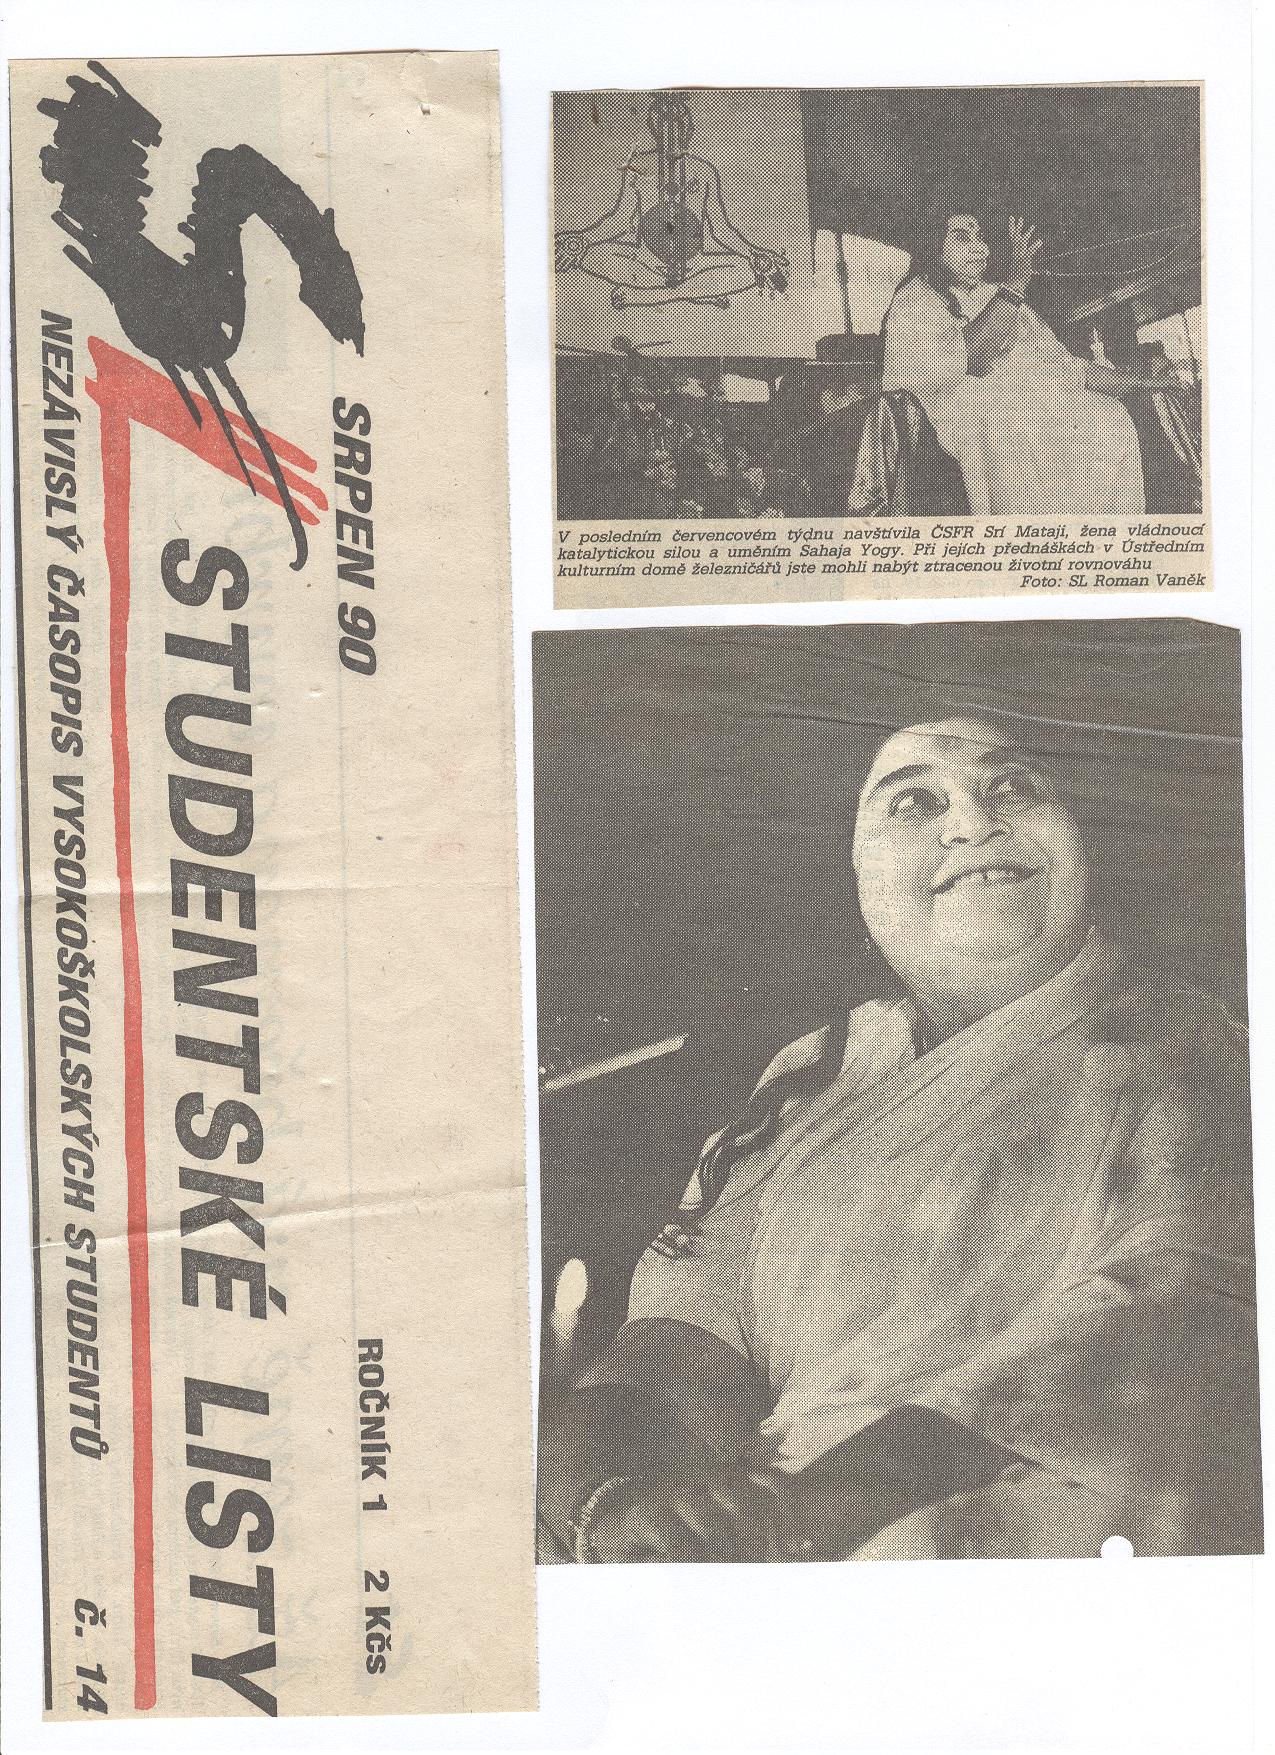 SRPEN 90
ROČNÍK 1
2 Kčs
STUDENTSKÉ LISTY
NEZÁVISLÝ ČASOPIS VYSOKOŠKOLSKÝCH STUDENTŮ
č. 14
V posledním červencovém týdnu navštívila ČSFR Srí Mataji, žena vládnoucí
katalytickou silou a uměním Sahaja Yogy. Při jejích přednáškách v Ústředním
kulturním domě železničářů jste mohli nabýt ztracenou životní rovnováhu
Foto: SL Roman Vaněk